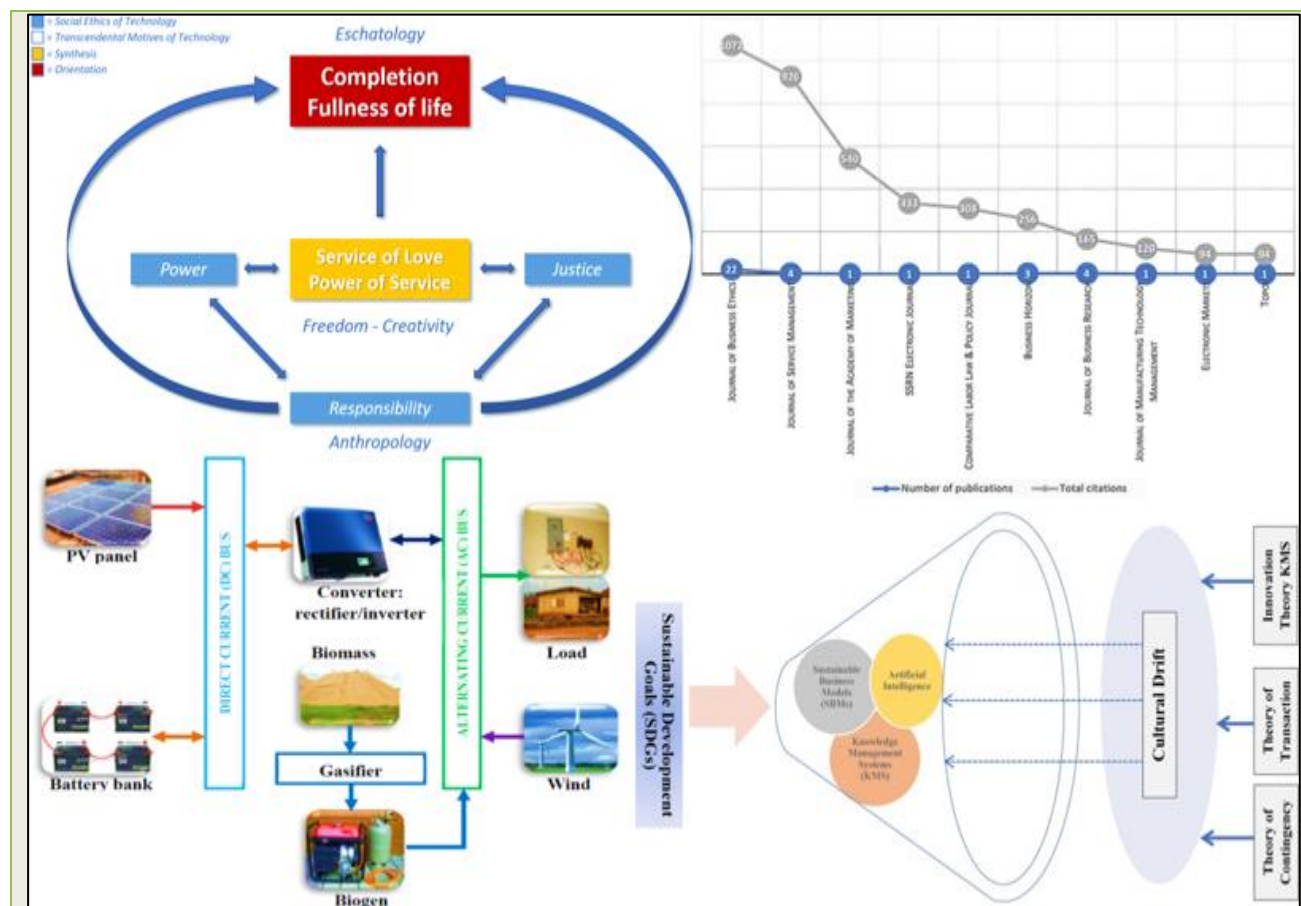 = Social Ethics of Technology
= Transcendental Motives of Technology
= Synthesis
= Orientation
Eschatology
Completion
Fullness of life
Power
Service of Love
Power of Service
Justice
Freedom - Creativity
Responsibility
Anthropology
1077
926
540
333
308
256
165
120
94
94
22
4
1
1
1
3
4
1
1
1
JOURNAL OF BUSINESS ETHICS
JOURNAL OF SERVICE MANAGEMENT
JOURNAL OF THE ACADEMY OF MARKETING
SSRN ELECTRONIC JOURNAL
COMPARATIVE LABOR LAW & POLICY JOURNAL
BUSINESS HORIZON
JOURNAL OF BUSINESS RESEARCH
JOURNAL OF MANUFACTURING TECHNOLOGY
MANAGEMENT
ELECTRONIC MARKETS
TOPOI
Number of publications
Total citations
PV panel
DIRECT CURRENT (DC) BUS
Converter:
rectifier/inverter
ALTERNATING CURRENT (AC) BUS
Load
Biomass
Battery bank
Gasifier
Wind
Biogen
Sustainable Development
Goals (SDGs)
Sustainable
Business
Models
(SBMs)
Artificial
Intelligence
Knowledge
Management
Systems
(KMS)
Cultural Drift
Innovation
Theory KMS
Theory of
Transaction
Theory of
Contingency